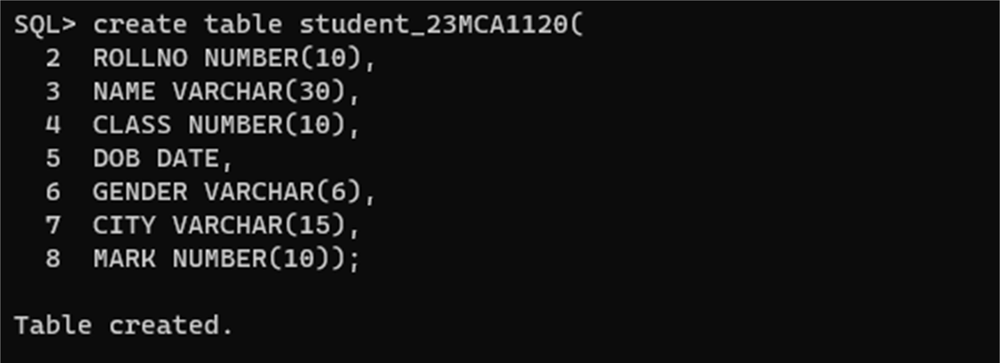 SQL> create table student_23MCA1120(
2 ROLLNO NUMBER(10),
3 NAME VARCHAR(30),
4 CLASS NUMBER(10),
5 DOB DATE,
6 GENDER VARCHAR(6),
7 CITY VARCHAR(15),
8 MARK NUMBER(10));
Table created.